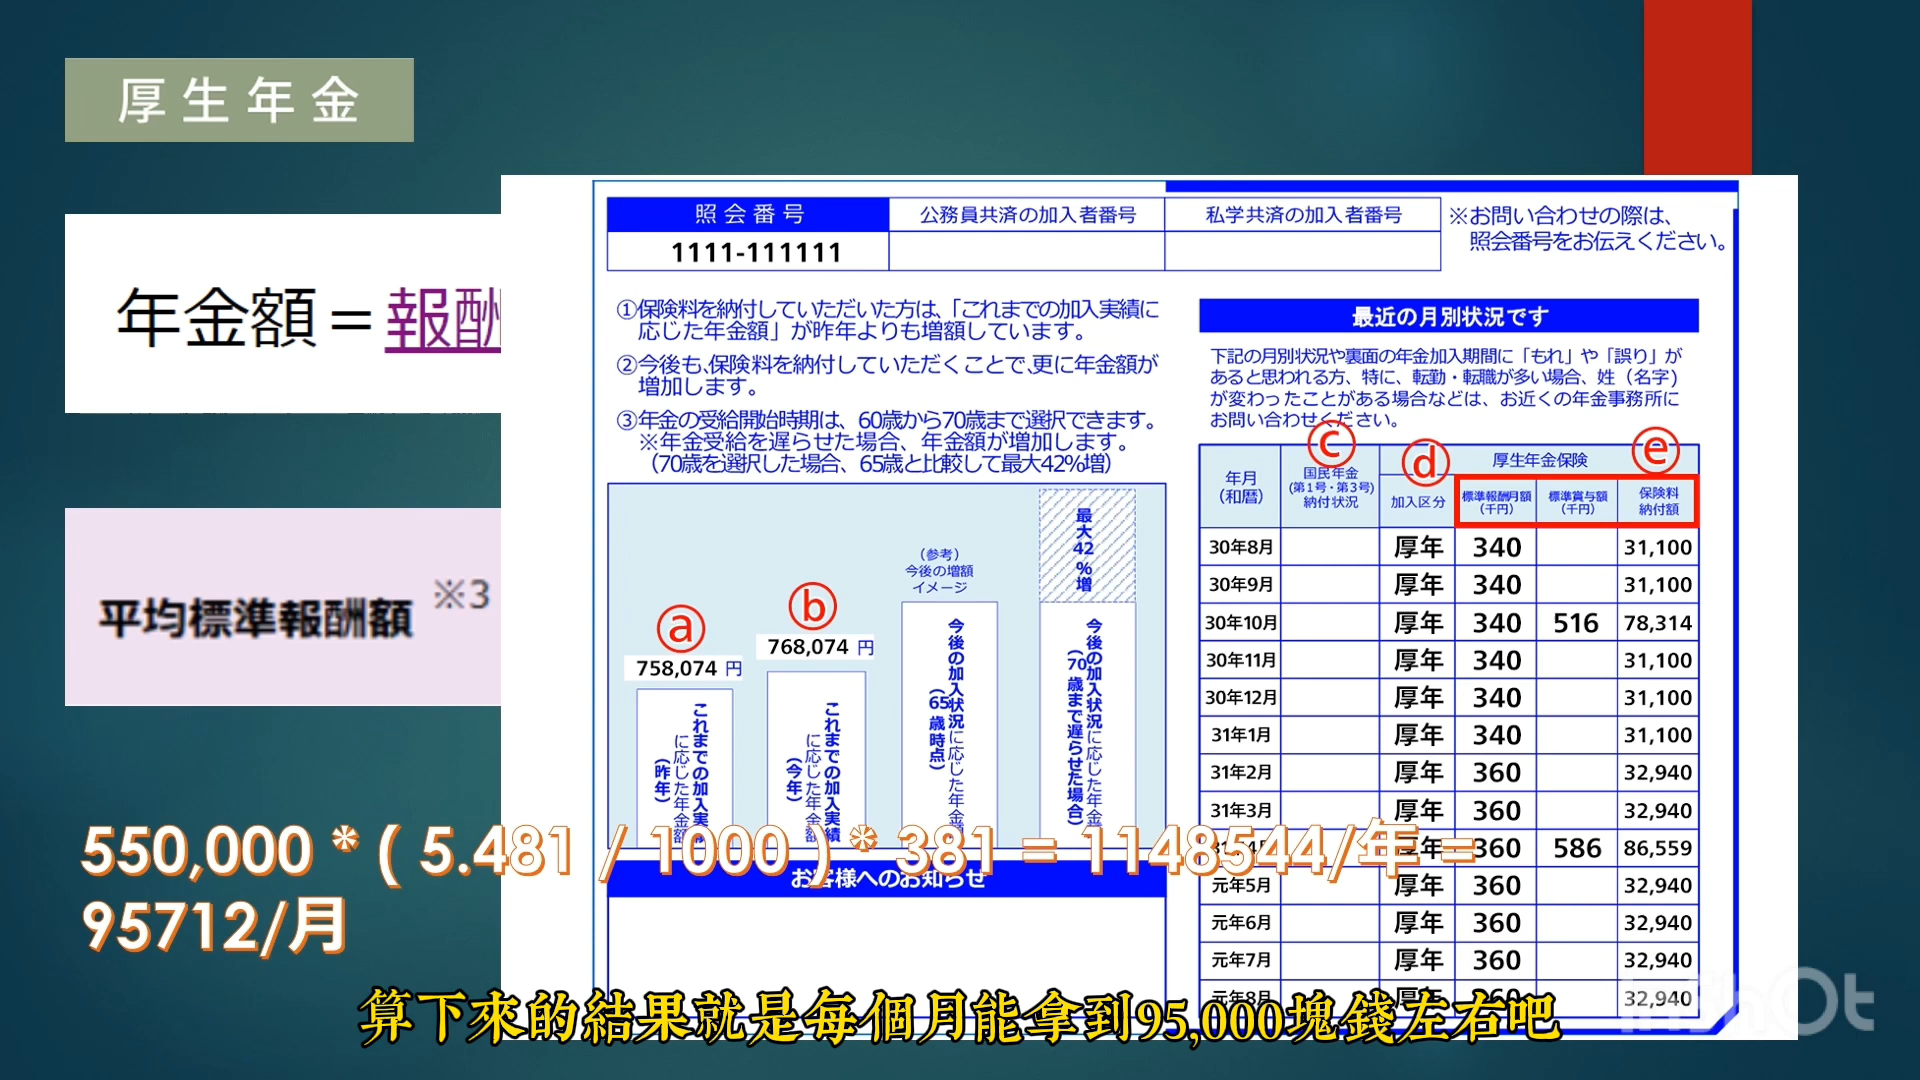 厚生年金
年金額＝報酬
平均標準報酬額 ※3
照会番号
公務員共済の加入者番号
私学共済の加入者番号
1111-111111
※お問い合わせの際は、
照会番号をお伝えください。
①保険料を納付していただいた方は、「これまでの加入実績に
応じた年金額」が昨年よりも増額しています。
②今後も、保険料を納付していただくことで、更に年金額が
増加します。
③年金の受給開始時期は、60歳から70歳まで選択できます。
※年金受給を遅らせた場合、年金額が増加します。
（70歳を選択した場合、65歳と比較して最大42%増）
ⓐ
758,074 円
これまでの加入実績
に応じた年金額
（昨年）
ⓑ
768,074 円
これまでの加入実績
に応じた年金額
（今年）
（参考）
今後の増額
イメージ
今後の加入状況に応じた年金額
（65歳時点）
最大42%増
今後の加入状況に応じた年金
（70歳まで遅らせた場合）
お客様へのお知らせ
最近の月別状況です
下記の月別状況や裏面の年金加入期間に「もれ」や「誤り」が
あると思われる方、特に、転勤・転職が多い場合、姓（名字）
が変わったことがある場合などは、お近くの年金事務所に
お問い合わせください。
ⓒ ⓓ ⓔ
年月
（和暦）
国民年金
(第1号・第3号)
納付状況
厚生年金保険
加入区分
標準報酬月額
（千円）
標準賞与額
（千円）
保険料
納付額
30年8月 厚年 340 31,100
30年9月 厚年 340 31,100
30年10月 厚年 340 516 78,314
30年11月 厚年 340 31,100
30年12月 厚年 340 31,100
31年1月 厚年 340 31,100
31年2月 厚年 360 32,940
31年3月 厚年 360 32,940
31年4月 厚年 360 586 86,559
元年5月 厚年 360 32,940
元年6月 厚年 360 32,940
元年7月 厚年 360 32,940
元年8月 厚年 360 32,940
550,000 * ( 5.481 / 1000 ) * 381 = 1148544/年 =
95712/月
算下來的結果就是每個月能拿到95,000塊錢左右吧
InShOt